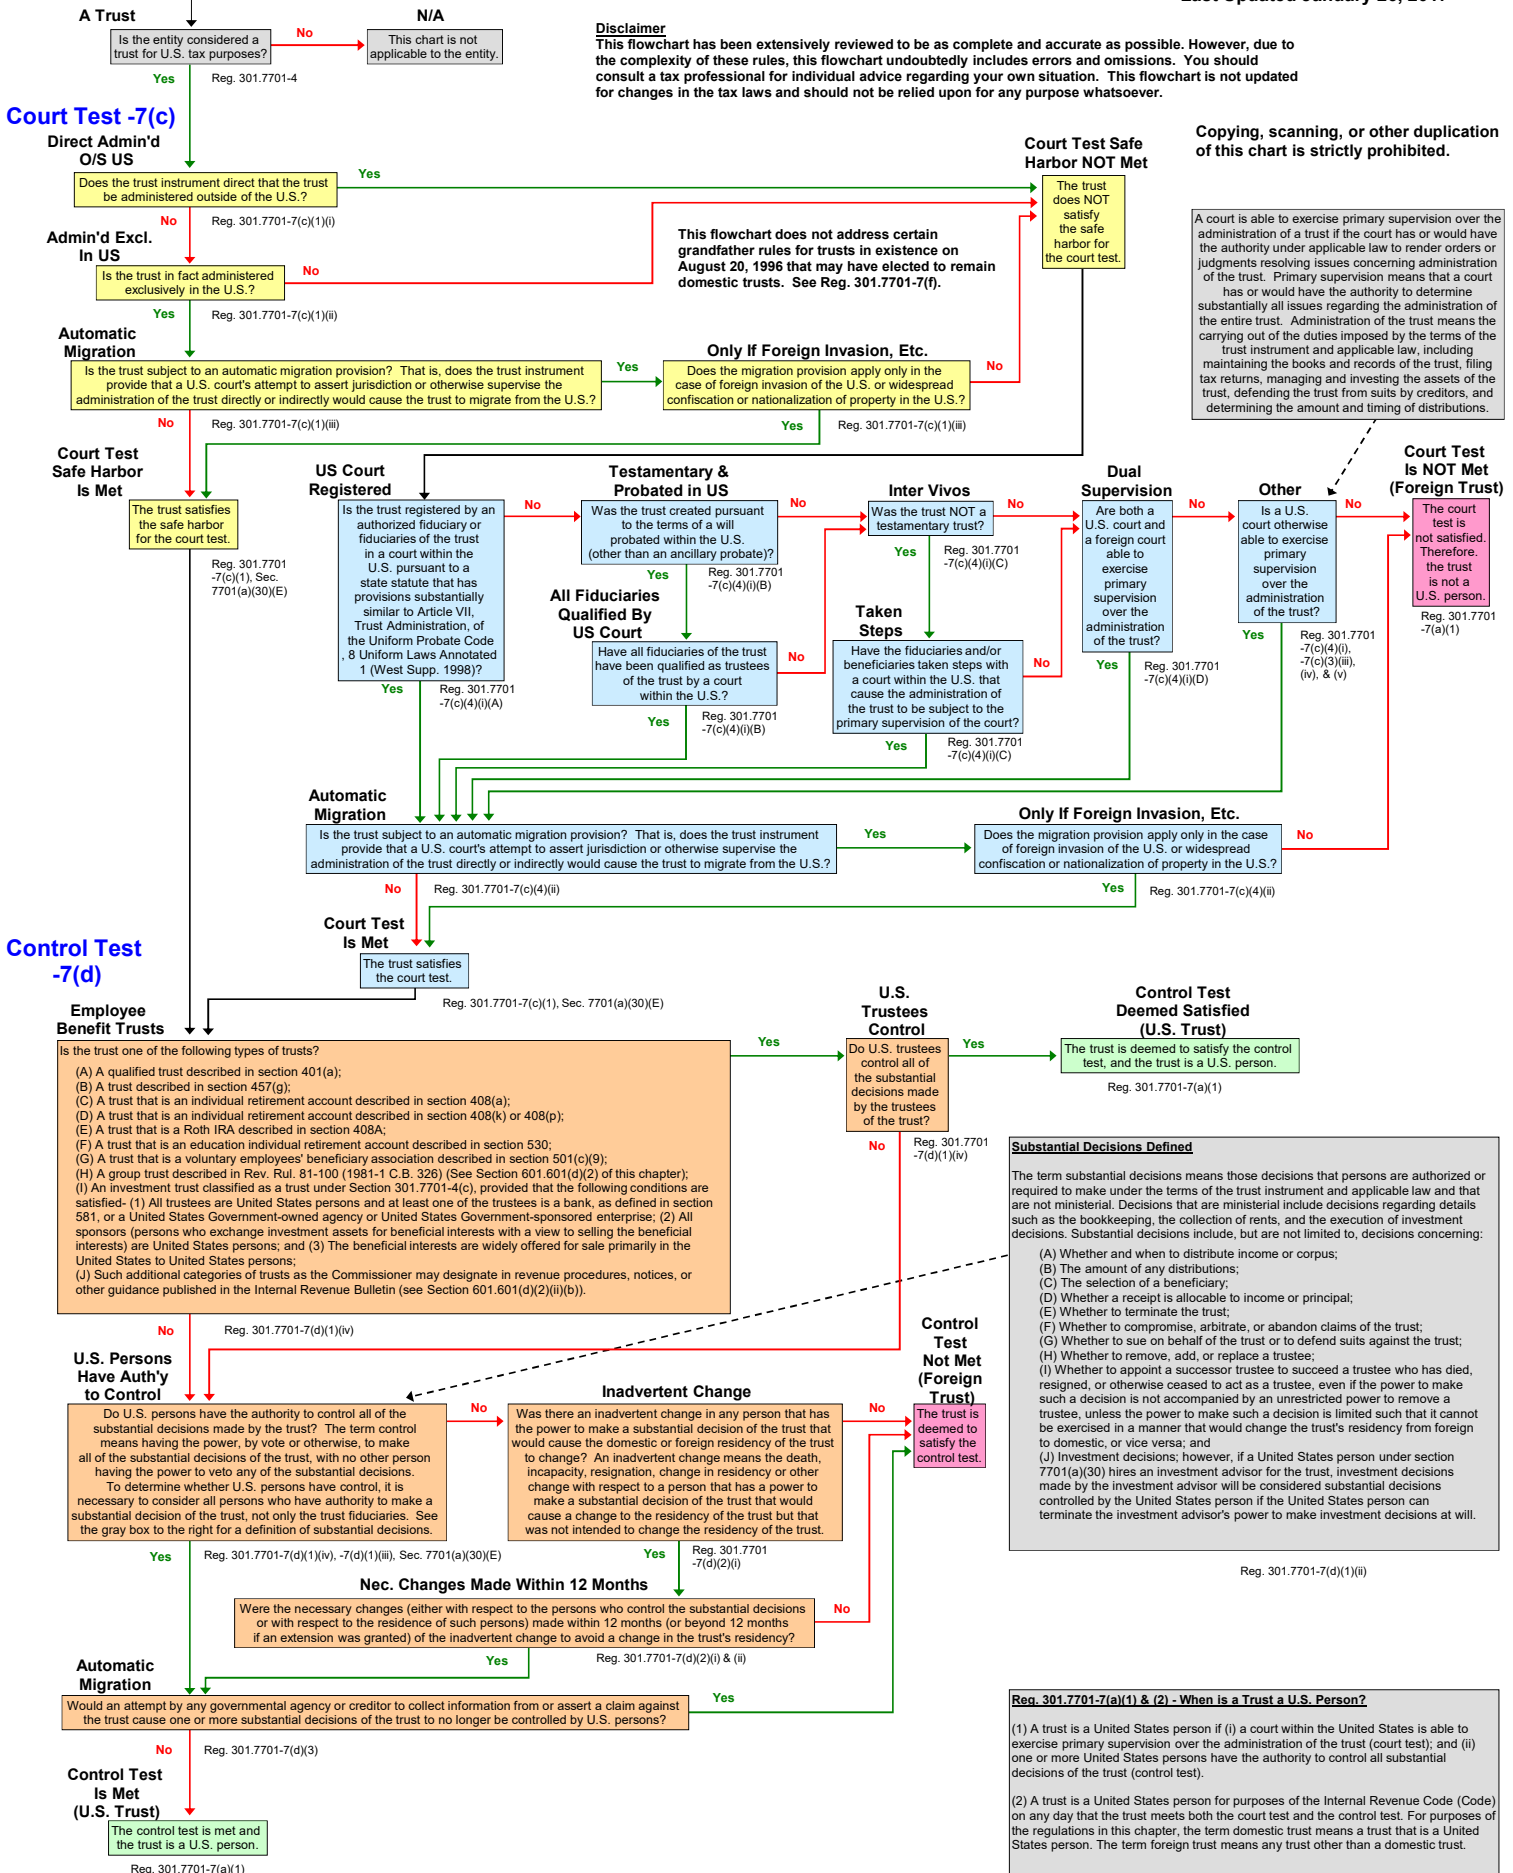 A Trust
N/A
Is the entity considered a
trust for U.S. tax purposes?
No
This chart is not
applicable to the entity.
Yes
Reg. 301.7701-4
Disclaimer
This flowchart has been extensively reviewed to be as complete and accurate as possible. However, due to
the complexity of these rules, this flowchart undoubtedly includes errors and omissions. You should
consult a tax professional for individual advice regarding your own situation. This flowchart is not updated
for changes in the tax laws and should not be relied upon for any purpose whatsoever.
Court Test -7(c)
Copying, scanning, or other duplication
of this chart is strictly prohibited.
Direct Admin'd
O/S US
Does the trust instrument direct that the trust
be administered outside of the U.S.?
Yes
No
Reg. 301.7701-7(c)(1)(i)
Court Test Safe
Harbor NOT Met
The trust
does NOT
satisfy
the safe
harbor for
the court test.
Admin'd Excl.
In US
Is the trust in fact administered
exclusively in the U.S.?
No
Yes
Reg. 301.7701-7(c)(1)(ii)
This flowchart does not address certain
grandfather rules for trusts in existence on
August 20, 1996 that may have elected to remain
domestic trusts. See Reg. 301.7701-7(f).
A court is able to exercise primary supervision over the
administration of a trust if the court has or would have
the authority under applicable law to render orders or
judgments resolving issues concerning administration
of the trust. Primary supervision means that a court
has or would have the authority to determine
substantially all issues regarding the administration of
the entire trust. Administration of the trust means the
carrying out of the duties imposed by the terms of the
trust instrument and applicable law, including
maintaining the books and records of the trust, filing
tax returns, managing and investing the assets of the
trust, defending the trust from suits by creditors, and
determining the amount and timing of distributions.
Automatic
Migration
Is the trust subject to an automatic migration provision? That is, does the trust instrument
provide that a U.S. court's attempt to assert jurisdiction or otherwise supervise the
administration of the trust directly or indirectly would cause the trust to migrate from the U.S.?
Yes
No
Reg. 301.7701-7(c)(1)(iii)
Only If Foreign Invasion, Etc.
Does the migration provision apply only in the
case of foreign invasion of the U.S. or widespread
confiscation or nationalization of property in the U.S.?
No
Yes
Reg. 301.7701-7(c)(1)(iii)
Court Test
Safe Harbor
Is Met
The trust satisfies
the safe harbor
for the court test.
Reg. 301.7701
-7(c)(1), Sec.
7701(a)(30)(E)
US Court
Registered
Is the trust registered by an
authorized fiduciary or
fiduciaries of the trust
in a court within the
U.S. pursuant to a
state statute that has
provisions substantially
similar to Article VII,
Trust Administration, of
the Uniform Probate Code
, 8 Uniform Laws Annotated
1 (West Supp. 1998)?
No
Yes
Reg. 301.7701
-7(c)(4)(i)(A)
Testamentary &
Probated in US
Was the trust created pursuant
to the terms of a will
probated within the U.S.
(other than an ancillary probate)?
No
Yes
Reg. 301.7701
-7(c)(4)(i)(B)
All Fiduciaries
Qualified By
US Court
Have all fiduciaries of the trust
have been qualified as trustees
of the trust by a court
within the U.S.?
No
Yes
Reg. 301.7701
-7(c)(4)(i)(B)
Inter Vivos
Was the trust NOT a
testamentary trust?
No
Yes
Reg. 301.7701
-7(c)(4)(i)(C)
Taken
Steps
Have the fiduciaries and/or
beneficiaries taken steps with
a court within the U.S. that
cause the administration of
the trust to be subject to the
primary supervision of the court?
No
Yes
Reg. 301.7701
-7(c)(4)(i)(C)
Dual
Supervision
Are both a
U.S. court and
a foreign court
able to
exercise
primary
supervision
over the
administration
of the trust?
No
Yes
Reg. 301.7701
-7(c)(4)(i)(D)
Other
Is a U.S.
court otherwise
able to exercise
primary
supervision
over the
administration
of the trust?
No
Yes
Reg. 301.7701
-7(c)(4)(i),
-7(c)(3)(iii),
(iv), & (v)
Court Test
Is NOT Met
(Foreign Trust)
The court
test is
not satisfied.
Therefore.
the trust
is not a
U.S. person.
Reg. 301.7701
-7(a)(1)
Automatic
Migration
Is the trust subject to an automatic migration provision? That is, does the trust instrument
provide that a U.S. court's attempt to assert jurisdiction or otherwise supervise the
administration of the trust directly or indirectly would cause the trust to migrate from the U.S.?
Yes
No
Reg. 301.7701-7(c)(4)(ii)
Only If Foreign Invasion, Etc.
Does the migration provision apply only in the case
of foreign invasion of the U.S. or widespread
confiscation or nationalization of property in the U.S.?
No
Yes
Reg. 301.7701-7(c)(4)(ii)
Court Test
Is Met
The trust satisfies
the court test.
Reg. 301.7701-7(c)(1), Sec. 7701(a)(30)(E)
Control Test
-7(d)
Employee
Benefit Trusts
Is the trust one of the following types of trusts?
(A) A qualified trust described in section 401(a);
(B) A trust described in section 457(g);
(C) A trust that is an individual retirement account described in section 408(a);
(D) A trust that is an individual retirement account described in section 408(k) or 408(p);
(E) A trust that is a Roth IRA described in section 408A;
(F) A trust that is an education individual retirement account described in section 530;
(G) A trust that is a voluntary employees' beneficiary association described in section 501(c)(9);
(H) A group trust described in Rev. Rul. 81-100 (1981-1 C.B. 326) (See Section 601.601(d)(2) of this chapter);
(I) An investment trust classified as a trust under Section 301.7701-4(c), provided that the following conditions are
satisfied- (1) All trustees are United States persons and at least one of the trustees is a bank, as defined in section
581, or a United States Government-owned agency or United States Government-sponsored enterprise; (2) All
sponsors (persons who exchange investment assets for beneficial interests with a view to selling the beneficial
interests) are United States persons; and (3) The beneficial interests are widely offered for sale primarily in the
United States to United States persons;
(J) Such additional categories of trusts as the Commissioner may designate in revenue procedures, notices, or
other guidance published in the Internal Revenue Bulletin (see Section 601.601(d)(2)(ii)(b)).
Yes
No
Reg. 301.7701-7(d)(1)(iv)
U.S.
Trustees
Control
Do U.S. trustees
control all of
the substantial
decisions made
by the trustees
of the trust?
Yes
No
Reg. 301.7701
-7(d)(1)(iv)
Control Test
Deemed Satisfied
(U.S. Trust)
The trust is deemed to satisfy the control
test, and the trust is a U.S. person.
Reg. 301.7701-7(a)(1)
Substantial Decisions Defined
The term substantial decisions means those decisions that persons are authorized or
required to make under the terms of the trust instrument and applicable law and that
are not ministerial. Decisions that are ministerial include decisions regarding details
such as the bookkeeping, the collection of rents, and the execution of investment
decisions. Substantial decisions include, but are not limited to, decisions concerning:
(A) Whether and when to distribute income or corpus;
(B) The amount of any distributions;
(C) The selection of a beneficiary;
(D) Whether a receipt is allocable to income or principal;
(E) Whether to terminate the trust;
(F) Whether to compromise, arbitrate, or abandon claims of the trust;
(G) Whether to sue on behalf of the trust or to defend suits against the trust;
(H) Whether to remove, add, or replace a trustee;
(I) Whether to appoint a successor trustee to succeed a trustee who has died,
resigned, or otherwise ceased to act as a trustee, even if the power to make
such a decision is not accompanied by an unrestricted power to remove a
trustee, unless the power to make such a decision is limited such that it cannot
be exercised in a manner that would change the trust's residency from foreign
to domestic, or vice versa; and
(J) Investment decisions; however, if a United States person under section
7701(a)(30) hires an investment advisor for the trust, investment decisions
made by the investment advisor will be considered substantial decisions
controlled by the United States person if the United States person can
terminate the investment advisor's power to make investment decisions at will.
Reg. 301.7701-7(d)(1)(ii)
U.S. Persons
Have Auth'y
to Control
Do U.S. persons have the authority to control all of the
substantial decisions made by the trust? The term control
means having the power, by vote or otherwise, to make
all of the substantial decisions of the trust, with no other person
having the power to veto any of the substantial decisions.
To determine whether U.S. persons have control, it is
necessary to consider all persons who have authority to make a
substantial decision of the trust, not only the trust fiduciaries. See
the gray box to the right for a definition of substantial decisions.
No
Yes
Reg. 301.7701-7(d)(1)(iv), -7(d)(1)(iii), Sec. 7701(a)(30)(E)
Inadvertent Change
Was there an inadvertent change in any person that has
the power to make a substantial decision of the trust that
would cause the domestic or foreign residency of the trust
to change? An inadvertent change means the death,
incapacity, resignation, change in residency or other
change with respect to a person that has a power to
make a substantial decision of the trust that would
cause a change to the residency of the trust but that
was not intended to change the residency of the trust.
No
Yes
Reg. 301.7701
-7(d)(2)(i)
Control
Test
Not Met
(Foreign
Trust)
The trust is
deemed to
satisfy the
control test.
Nec. Changes Made Within 12 Months
Were the necessary changes (either with respect to the persons who control the substantial decisions
or with respect to the residence of such persons) made within 12 months (or beyond 12 months
if an extension was granted) of the inadvertent change to avoid a change in the trust's residency?
No
Yes
Reg. 301.7701-7(d)(2)(i) & (ii)
Automatic
Migration
Would an attempt by any governmental agency or creditor to collect information from or assert a claim against
the trust cause one or more substantial decisions of the trust to no longer be controlled by U.S. persons?
Yes
No
Reg. 301.7701-7(d)(3)
Control Test
Is Met
(U.S. Trust)
The control test is met and
the trust is a U.S. person.
Reg. 301.7701-7(a)(1)
Reg. 301.7701-7(a)(1) & (2) - When is a Trust a U.S. Person?
(1) A trust is a United States person if (i) a court within the United States is able to
exercise primary supervision over the administration of the trust (court test); and (ii)
one or more United States persons have the authority to control all substantial
decisions of the trust (control test).
(2) A trust is a United States person for purposes of the Internal Revenue Code (Code)
on any day that the trust meets both the court test and the control test. For purposes of
the regulations in this chapter, the term domestic trust means a trust that is a United
States person. The term foreign trust means any trust other than a domestic trust.